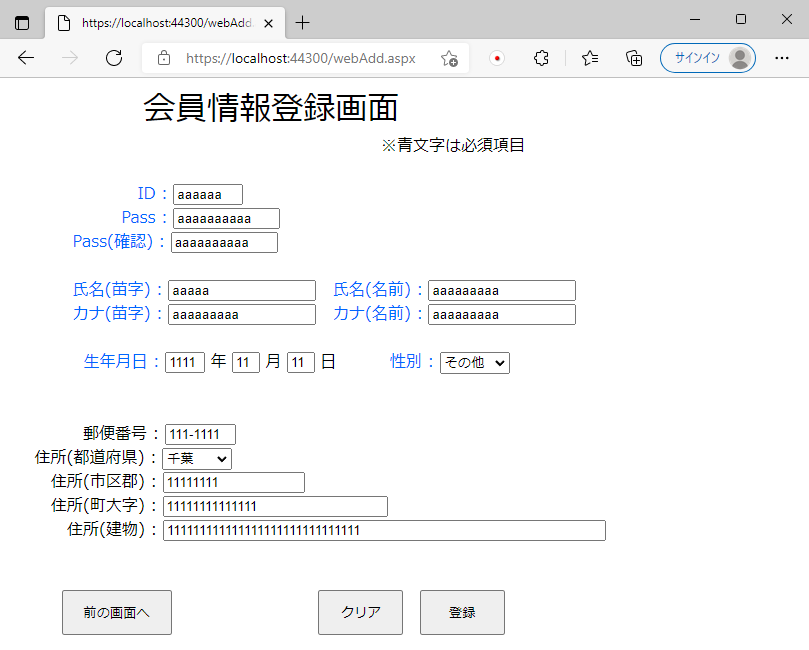 https://localhost:44300/webAdd.
https://localhost:44300/webAdd.aspx
サインイン
会員情報登録画面
※青文字は必須項目
ID： aaaaaa
Pass： aaaaaaaaaa
Pass(確認)： aaaaaaaaaa
氏名(苗字)： aaaaa 氏名(名前)： aaaaaaaaa
カナ(苗字)： aaaaaaaaa カナ(名前)： aaaaaaaaa
生年月日： 1111 年 11 月 11 日 性別： その他
郵便番号： 111-1111
住所(都道府県)： 千葉
住所(市区郡)： 11111111
住所(町大字)： 11111111111111
住所(建物)：
前の画面へ クリア 登録